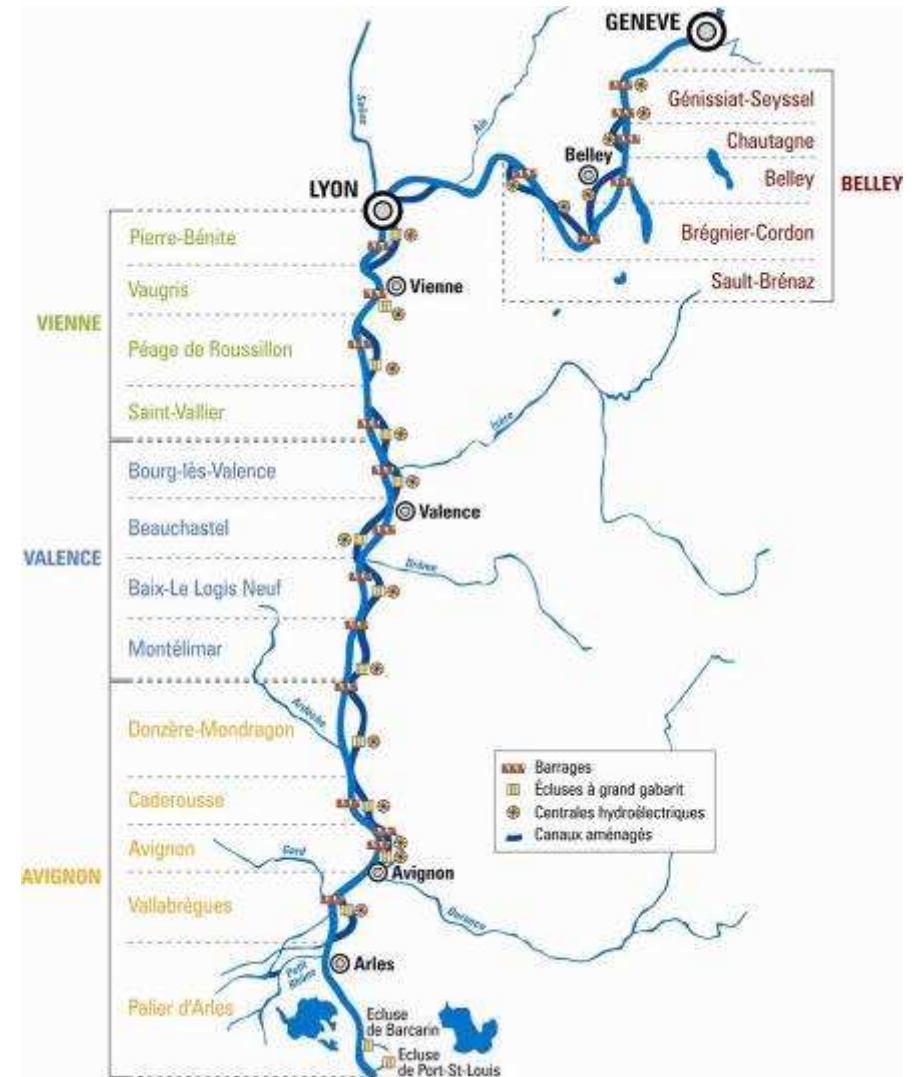 GENEVE
Génissiat-Seyssel
Chautagne
Belley
Belley
BELLEY
Brégnier-Cordon
Sault-Brénaz
Saône
Ain
LYON
Pierre-Bénite
Vaugris
Vienne
VIENNE
Péage de Roussillon
Saint-Vallier
Isère
Bourg-lès-Valence
Valence
Beauchastel
VALENCE
Drôme
Baix-Le Logis Neuf
Montélimar
Ardèche
Donzère-Mondragon
Barrages
Écluses à grand gabarit
Centrales hydroélectriques
Canaux aménagés
Caderousse
Avignon
Gard
Avignon
AVIGNON
Vallabrègues
Durance
Arles
Petit
Rhône
Palier d'Arles
Ecluse
de Barcarin
Ecluse
de Port-St-Louis